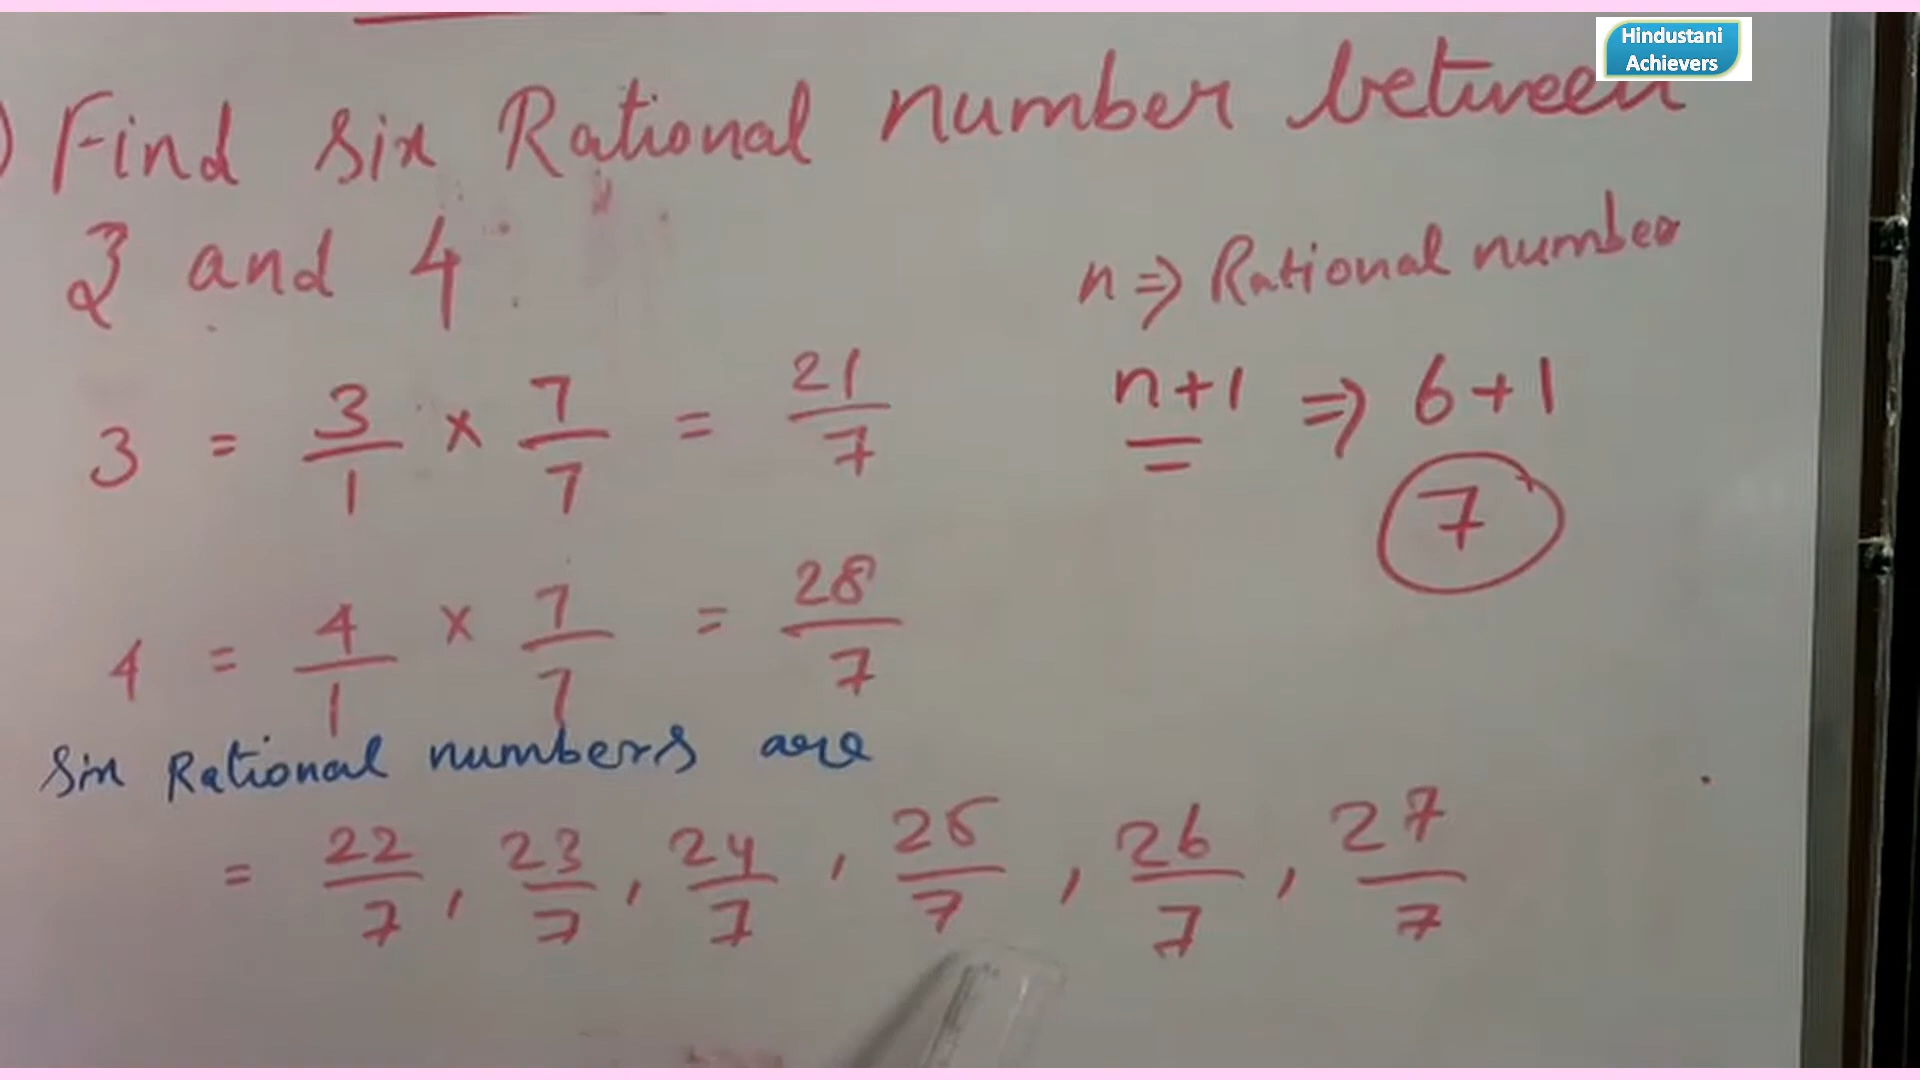 Hindustani
Achievers
) Find six Rational number between
3 and 4
n ⇒ Rational number
n+1 ⇒ 6+1
7
3 = 3/1 × 7/7 = 21/7
4 = 4/1 × 7/7 = 28/7
Six Rational numbers are
= 22/7, 23/7, 24/7, 25/7, 26/7, 27/7